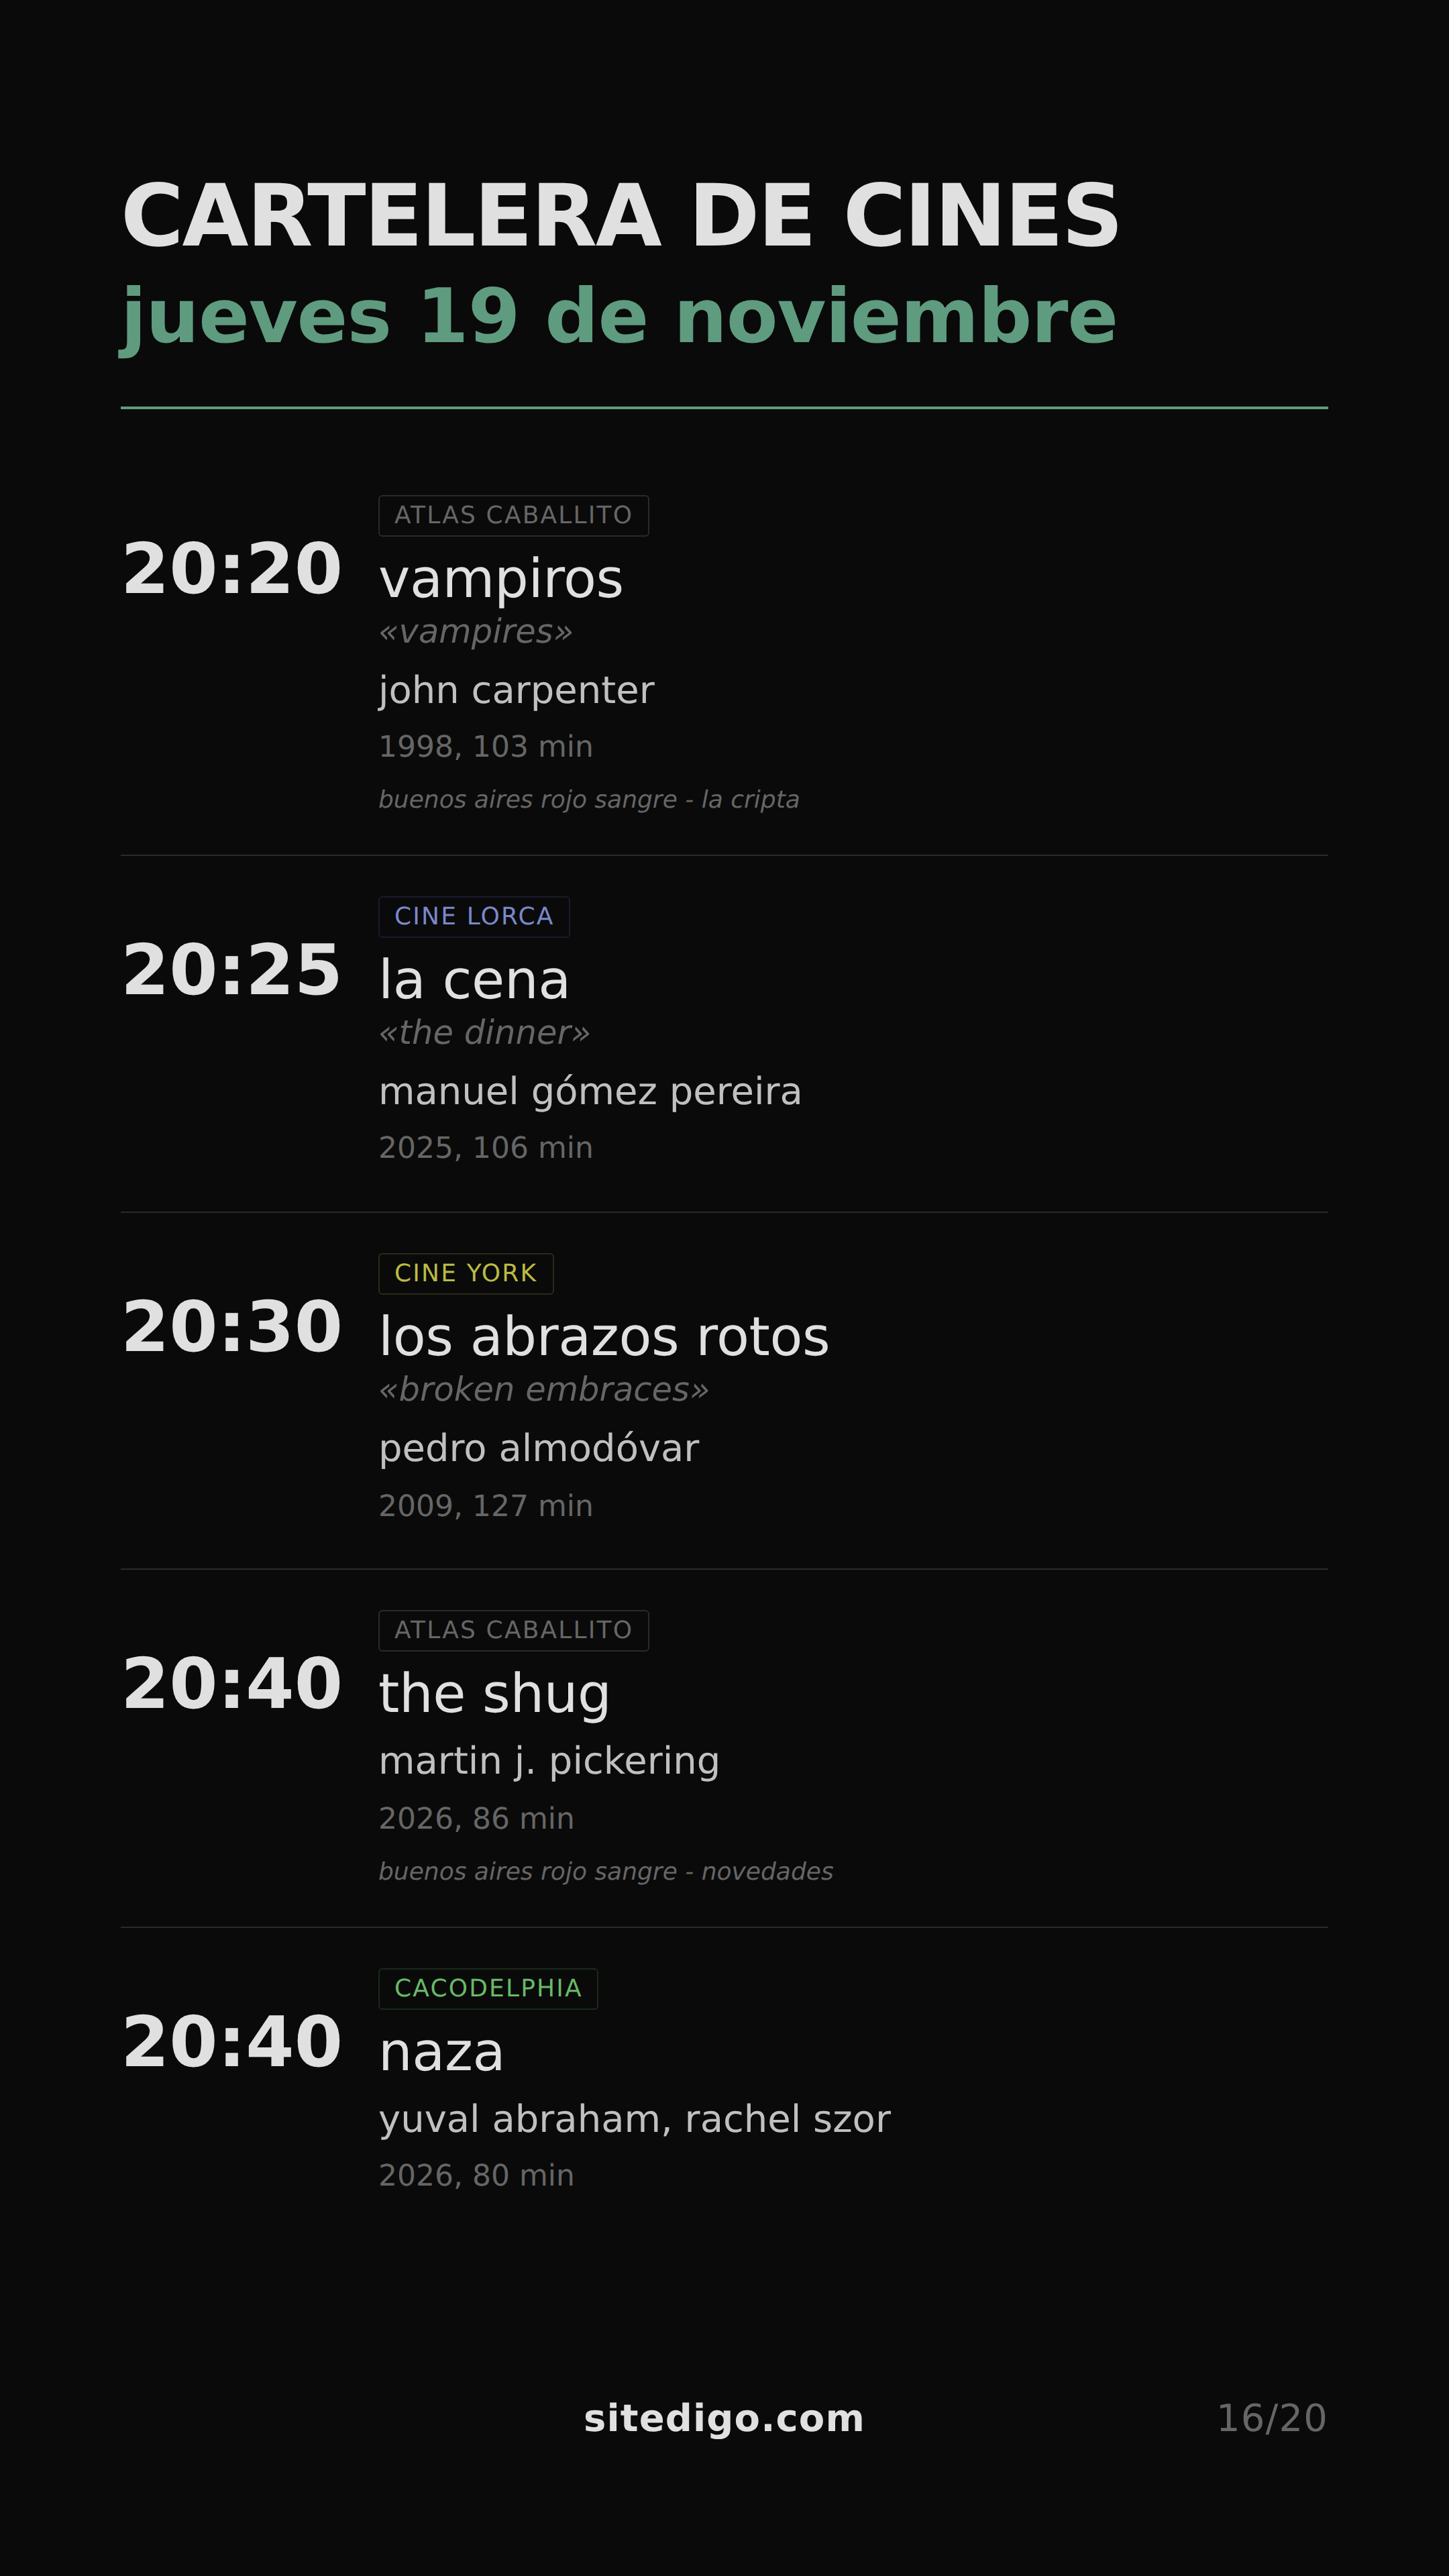 CARTELERA DE CINES
jueves 19 de noviembre
ATLAS CABALLITO
20:20
vampiros
«vampires»
john carpenter
1998, 103 min
buenos aires rojo sangre - la cripta
CINE LORCA
20:25
la cena
«the dinner»
manuel gómez pereira
2025, 106 min
CINE YORK
20:30
los abrazos rotos
«broken embraces»
pedro almodóvar
2009, 127 min
ATLAS CABALLITO
20:40
the shug
martin j. pickering
2026, 86 min
buenos aires rojo sangre - novedades
CACODELPHIA
20:40
naza
yuval abraham, rachel szor
2026, 80 min
sitedigo.com
16/20